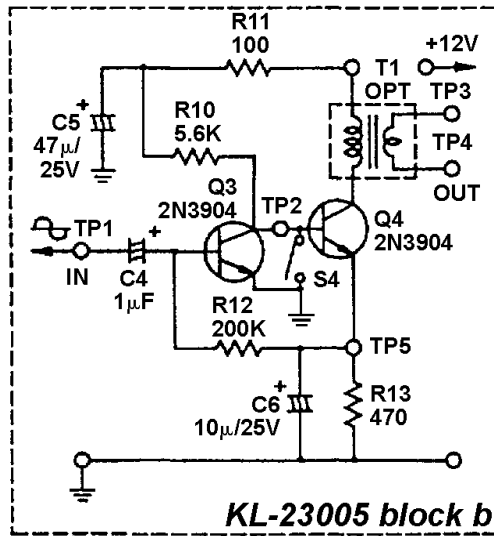 R11
100
T1
+12V
OPT
TP3
R10
5.6K
C5
+
47μ/
25V
TP4
OUT
Q3
2N3904
TP2
Q4
2N3904
TP1
+
IN
C4
1μF
S4
R12
200K
TP5
+
C6
10μ/25V
R13
470
KL-23005 block b